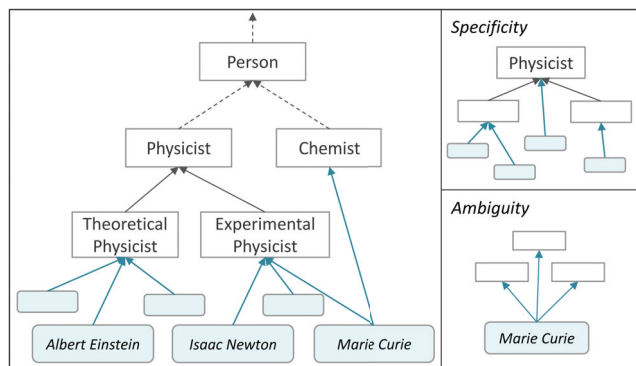 Person
Physicist
Chemist
Theoretical
Physicist
Experimental
Physicist
Albert Einstein
Isaac Newton
Marie Curie
Specificity
Physicist
Ambiguity
Marie Curie